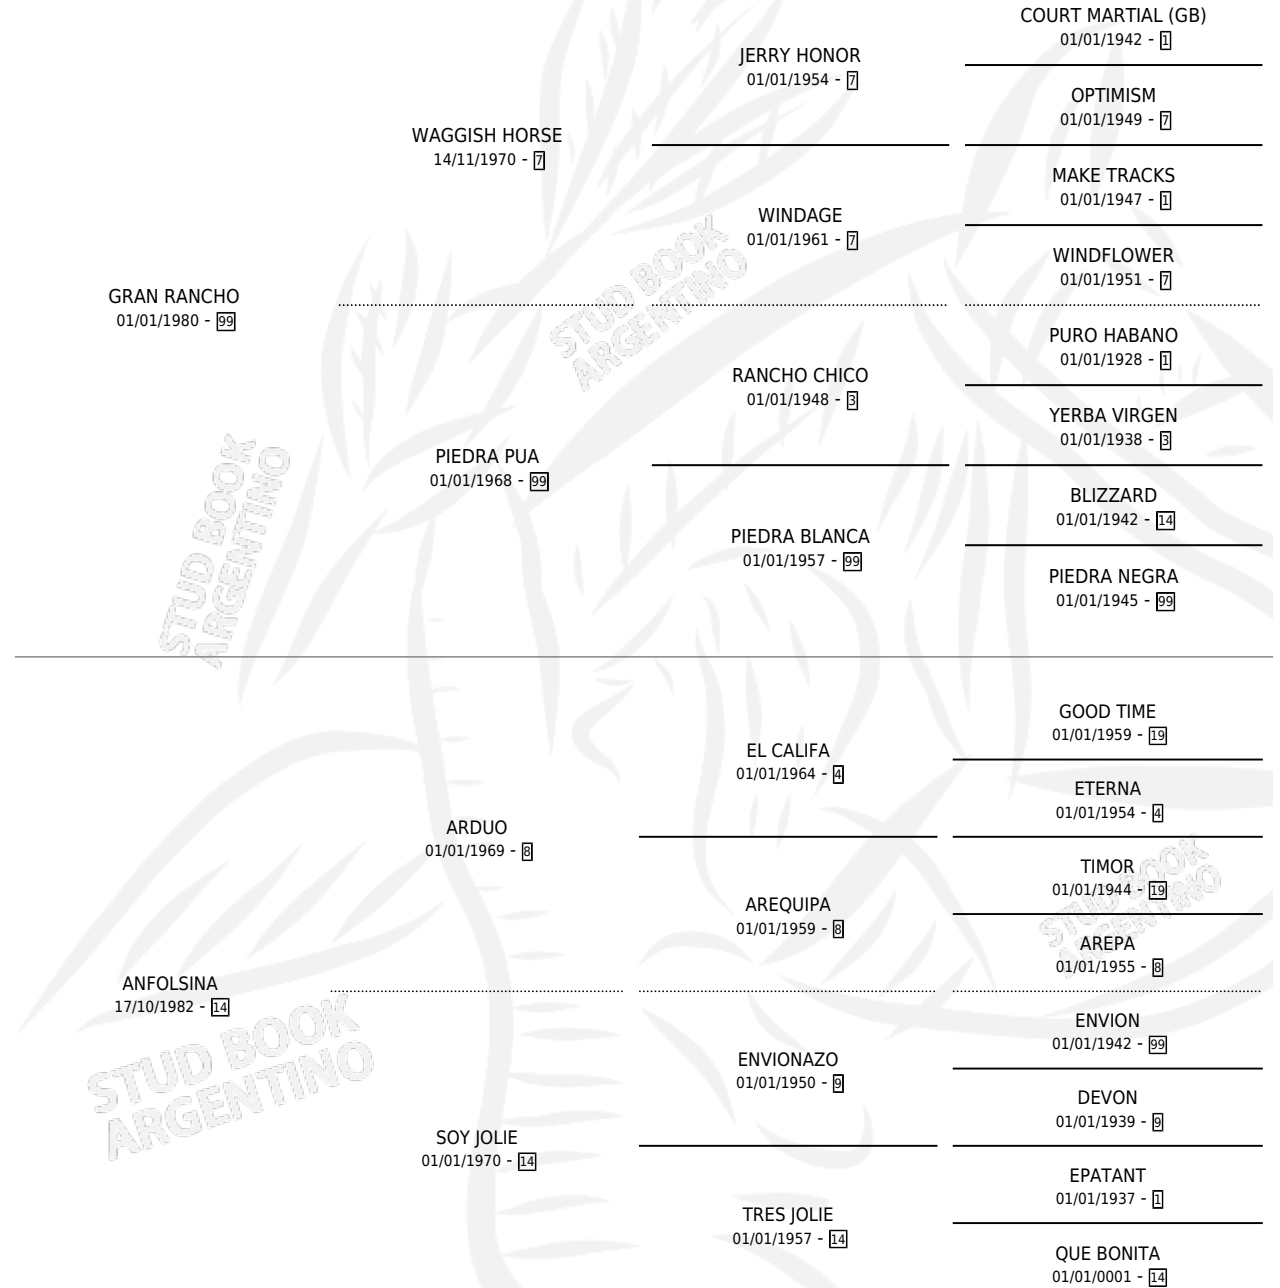 COURT MARTIAL (GB)
01/01/1942 - 1
JERRY HONOR
01/01/1954 - 7
OPTIMISM
01/01/1949 - 7
WAGGISH HORSE
14/11/1970 - 7
MAKE TRACKS
01/01/1947 - 1
WINDAGE
01/01/1961 - 7
WINDFLOWER
01/01/1951 - 7
GRAN RANCHO
01/01/1980 - 99
PURO HABANO
01/01/1928 - 1
RANCHO CHICO
01/01/1948 - 3
YERBA VIRGEN
01/01/1938 - 3
PIEDRA PUA
01/01/1968 - 99
BLIZZARD
01/01/1942 - 14
PIEDRA BLANCA
01/01/1957 - 99
PIEDRA NEGRA
01/01/1945 - 99
GOOD TIME
01/01/1959 - 19
EL CALIFA
01/01/1964 - 4
ETERNA
01/01/1954 - 4
ARDUO
01/01/1969 - 8
TIMOR
01/01/1944 - 19
AREQUIPA
01/01/1959 - 8
AREPA
01/01/1955 - 8
ANFOLSINA
17/10/1982 - 14
ENVION
01/01/1942 - 99
ENVIONAZO
01/01/1950 - 9
DEVON
01/01/1939 - 9
SOY JOLIE
01/01/1970 - 14
EPATANT
01/01/1937 - 1
TRES JOLIE
01/01/1957 - 14
QUE BONITA
01/01/0001 - 14
STUD BOOK
ARGENTINO
STUD BOOK
ARGENTINO
STUD BOOK
ARGENTINO
STUD BOOK
ARGENTINO